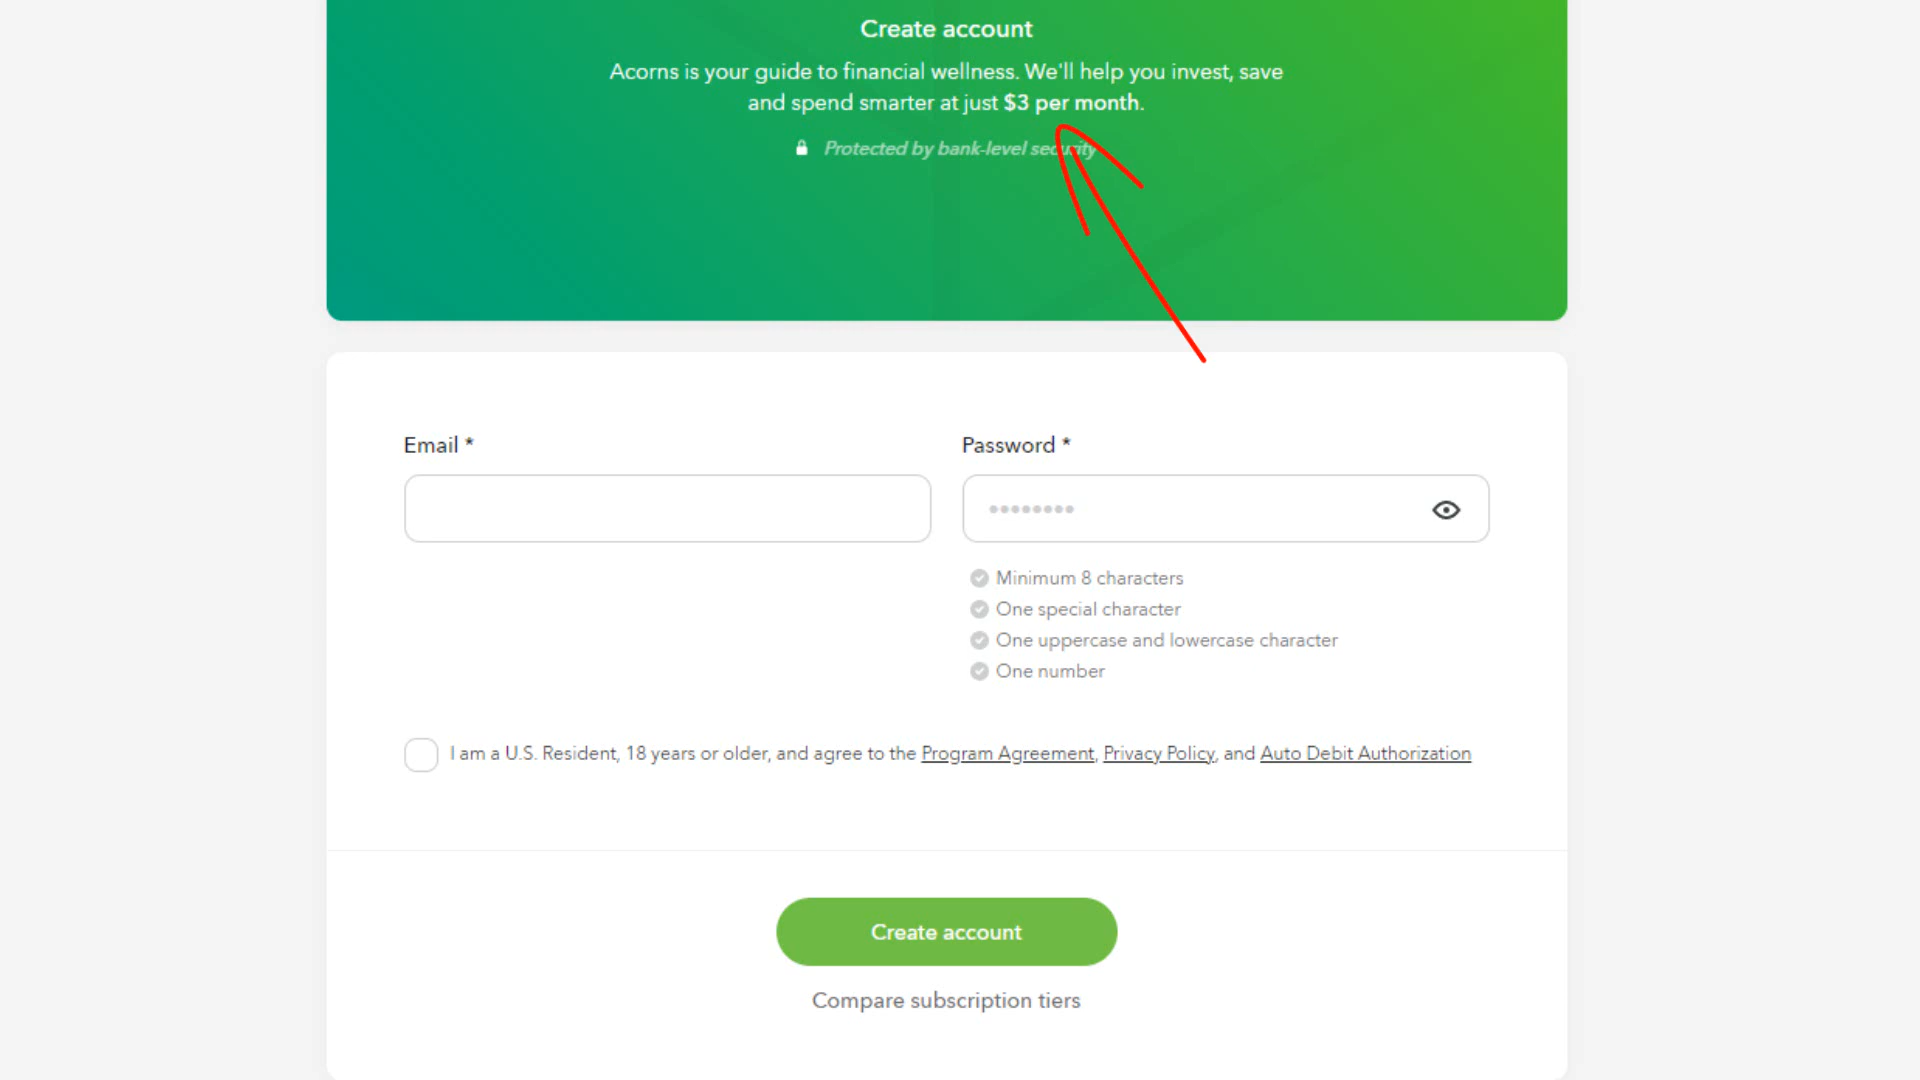 Create account
Acorns is your guide to financial wellness. We'll help you invest, save
and spend smarter at just $3 per month.
Protected by bank-level security
Email *
Password *
Minimum 8 characters
One special character
One uppercase and lowercase character
One number
I am a U.S. Resident, 18 years or older, and agree to the Program Agreement, Privacy Policy, and Auto Debit Authorization
Create account
Compare subscription tiers